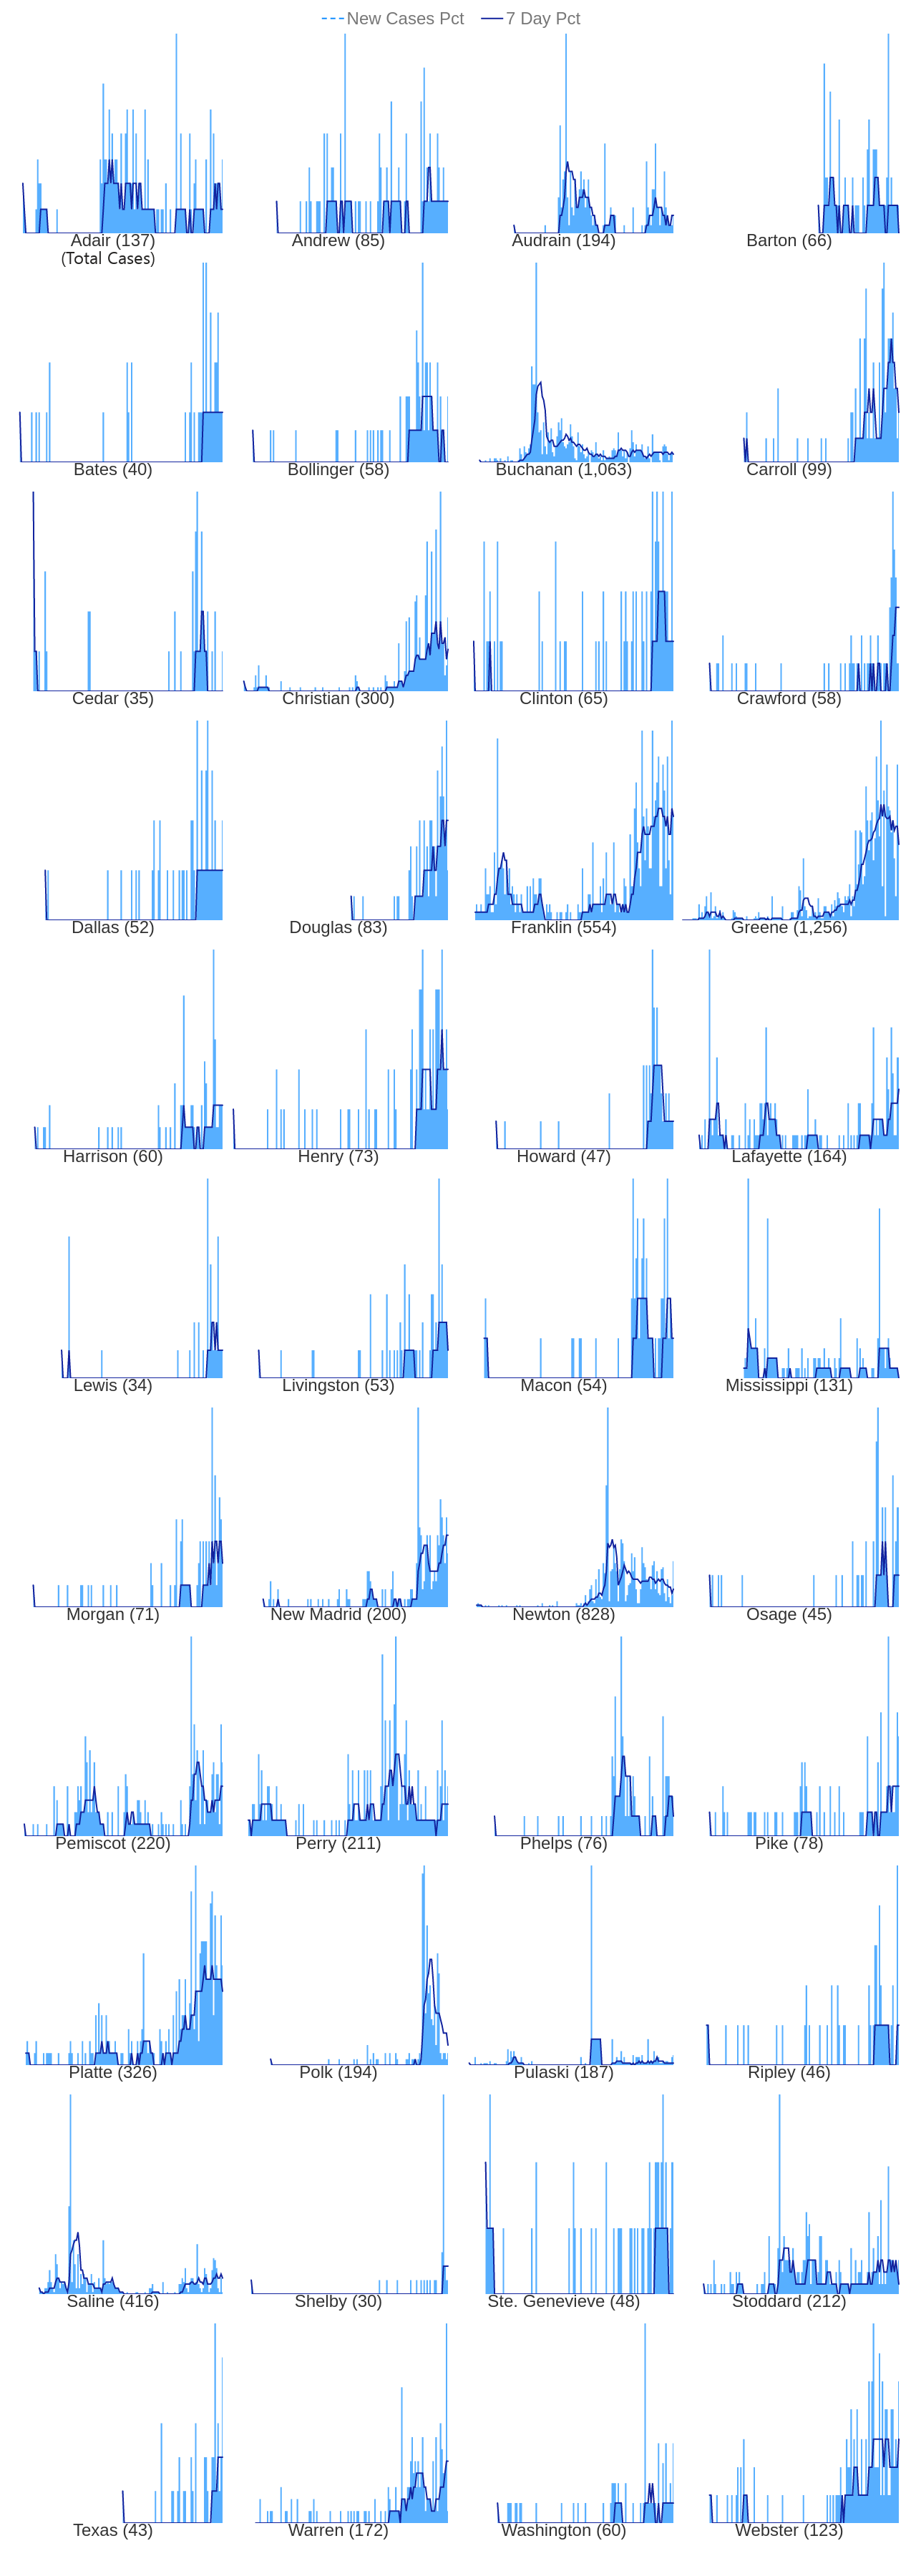 New Cases Pct 7 Day Pct
Adair (137) Andrew (85) Audrain (194) Barton (66)
(Total Cases)
Bates (40) Bollinger (58) Buchanan (1,063) Carroll (99)
Cedar (35) Christian (300) Clinton (65) Crawford (58)
Dallas (52) Douglas (83) Franklin (554) Greene (1,256)
Harrison (60) Henry (73) Howard (47) Lafayette (164)
Lewis (34) Livingston (53) Macon (54) Mississippi (131)
Morgan (71) New Madrid (200) Newton (828) Osage (45)
Pemiscot (220) Perry (211) Phelps (76) Pike (78)
Platte (326) Polk (194) Pulaski (187) Ripley (46)
Saline (416) Shelby (30) Ste. Genevieve (48) Stoddard (212)
Texas (43) Warren (172) Washington (60) Webster (123)